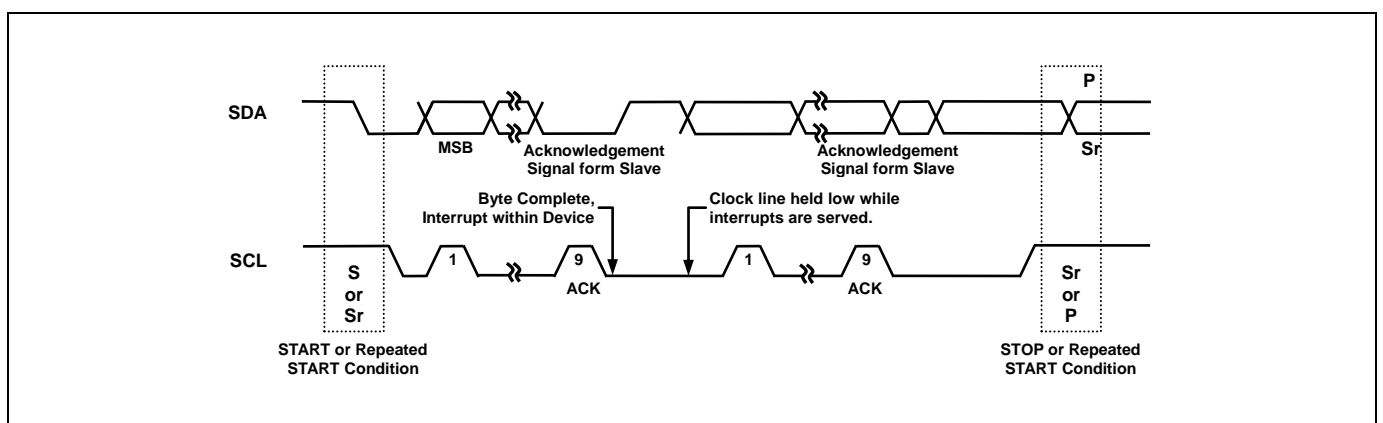 P
SDA
MSB
Acknowledgement
Signal form Slave
Acknowledgement
Signal form Slave
Sr
Byte Complete,
Interrupt within Device
Clock line held low while
interrupts are served.
SCL
S
or
Sr
1
9
ACK
1
9
ACK
Sr
or
P
START or Repeated
START Condition
STOP or Repeated
START Condition